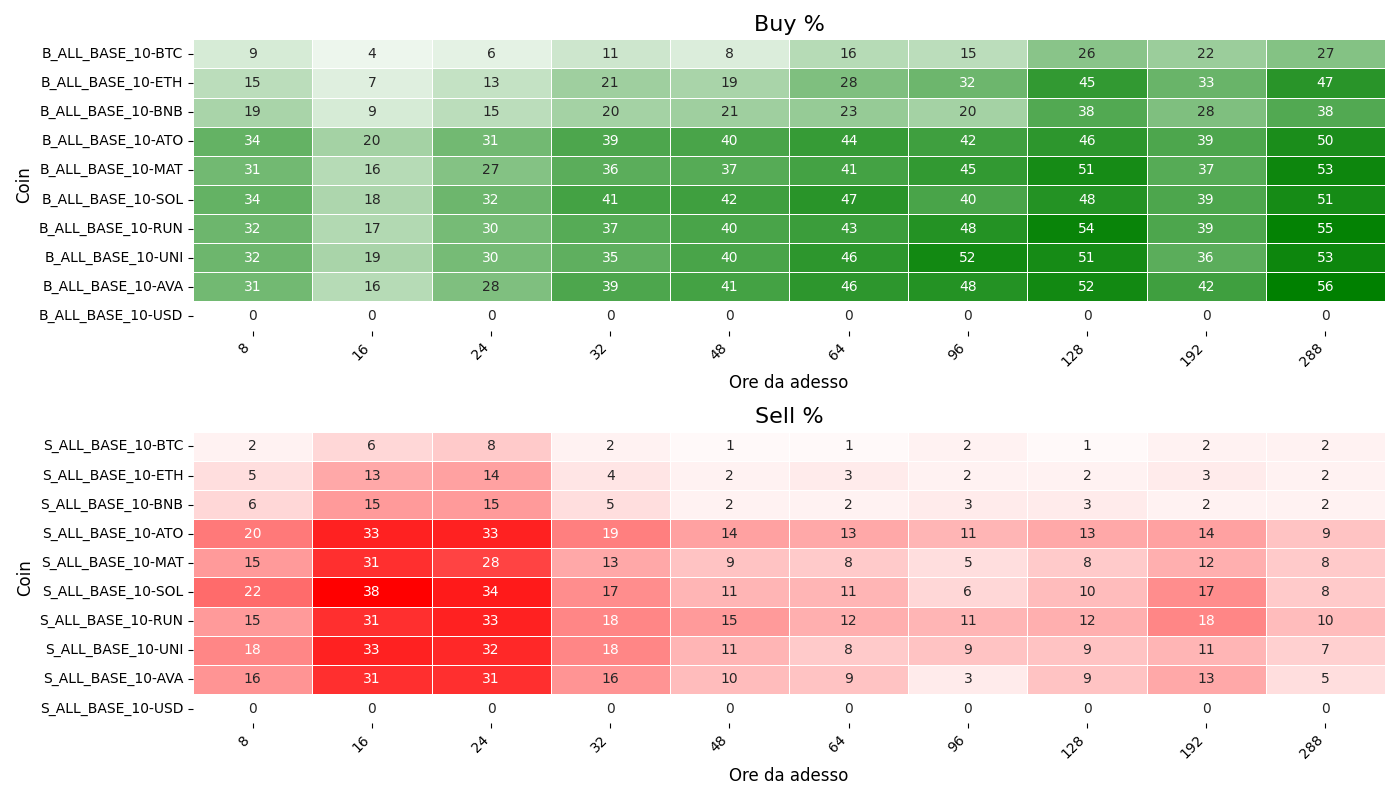 Buy %
Coin
B_ALL_BASE_10-BTC 9 4 6 11 8 16 15 26 22 27
B_ALL_BASE_10-ETH 15 7 13 21 19 28 32 45 33 47
B_ALL_BASE_10-BNB 19 9 15 20 21 23 20 38 28 38
B_ALL_BASE_10-ATO 34 20 31 39 40 44 42 46 39 50
B_ALL_BASE_10-MAT 31 16 27 36 37 41 45 51 37 53
B_ALL_BASE_10-SOL 34 18 32 41 42 47 40 48 39 51
B_ALL_BASE_10-RUN 32 17 30 37 40 43 48 54 39 55
B_ALL_BASE_10-UNI 32 19 30 35 40 46 52 51 36 53
B_ALL_BASE_10-AVA 31 16 28 39 41 46 48 52 42 56
B_ALL_BASE_10-USD 0 0 0 0 0 0 0 0 0 0
8 16 24 32 48 64 96 128 192 288
Ore da adesso
Sell %
Coin
S_ALL_BASE_10-BTC 2 6 8 2 1 1 2 1 2 2
S_ALL_BASE_10-ETH 5 13 14 4 2 3 2 2 3 2
S_ALL_BASE_10-BNB 6 15 15 5 2 2 3 3 2 2
S_ALL_BASE_10-ATO 20 33 33 19 14 13 11 13 14 9
S_ALL_BASE_10-MAT 15 31 28 13 9 8 5 8 12 8
S_ALL_BASE_10-SOL 22 38 34 17 11 11 6 10 17 8
S_ALL_BASE_10-RUN 15 31 33 18 15 12 11 12 18 10
S_ALL_BASE_10-UNI 18 33 32 18 11 8 9 9 11 7
S_ALL_BASE_10-AVA 16 31 31 16 10 9 3 9 13 5
S_ALL_BASE_10-USD 0 0 0 0 0 0 0 0 0 0
8 16 24 32 48 64 96 128 192 288
Ore da adesso